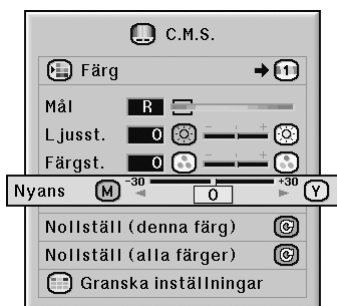 C.M.S.
Färg 1
Mål R
Ljusst. 0 - +
Färgst. 0 - +
Nyans M -30 0 +30 Y
Nollställ (denna färg)
Nollställ (alla färger)
Granska inställningar